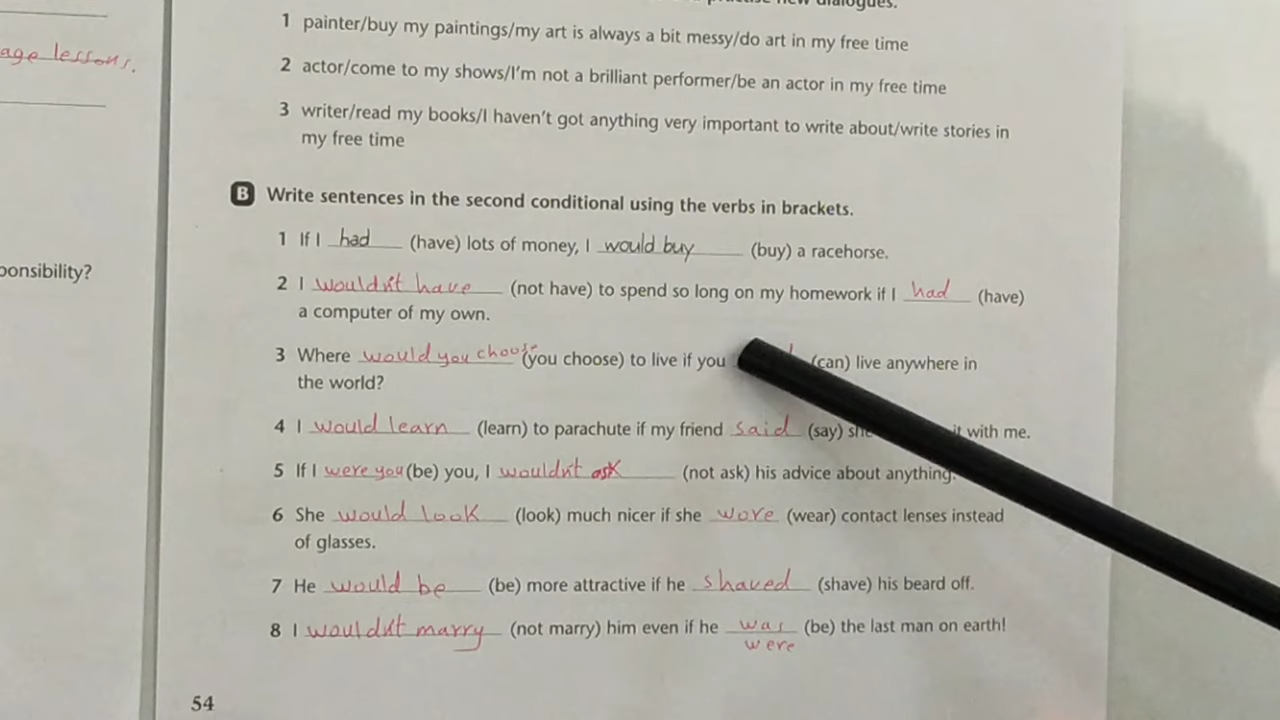 new dialogues.
1 painter/buy my paintings/my art is always a bit messy/do art in my free time
age lessons.
2 actor/come to my shows/I'm not a brilliant performer/be an actor in my free time
3 writer/read my books/I haven't got anything very important to write about/write stories in
my free time
B Write sentences in the second conditional using the verbs in brackets.
1 If I had (have) lots of money, I would buy (buy) a racehorse.
ponsibility?
2 I wouldn't have (not have) to spend so long on my homework if I had (have)
a computer of my own.
3 Where would you choose (you choose) to live if you (can) live anywhere in
the world?
4 I would learn (learn) to parachute if my friend said (say) it with me.
5 If I were you (be) you, I wouldn't ask (not ask) his advice about anything.
6 She would look (look) much nicer if she wore (wear) contact lenses instead
of glasses.
7 He would be (be) more attractive if he shaved (shave) his beard off.
8 I wouldn't marry (not marry) him even if he was (be) the last man on earth!
were
54